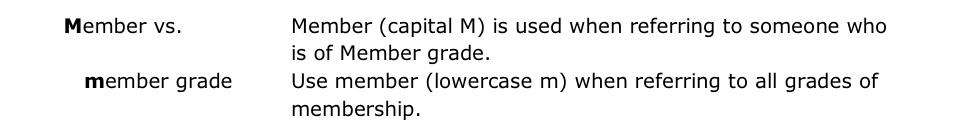 Member vs. Member (capital M) is used when referring to someone who
is of Member grade.
member grade Use member (lowercase m) when referring to all grades of
membership.